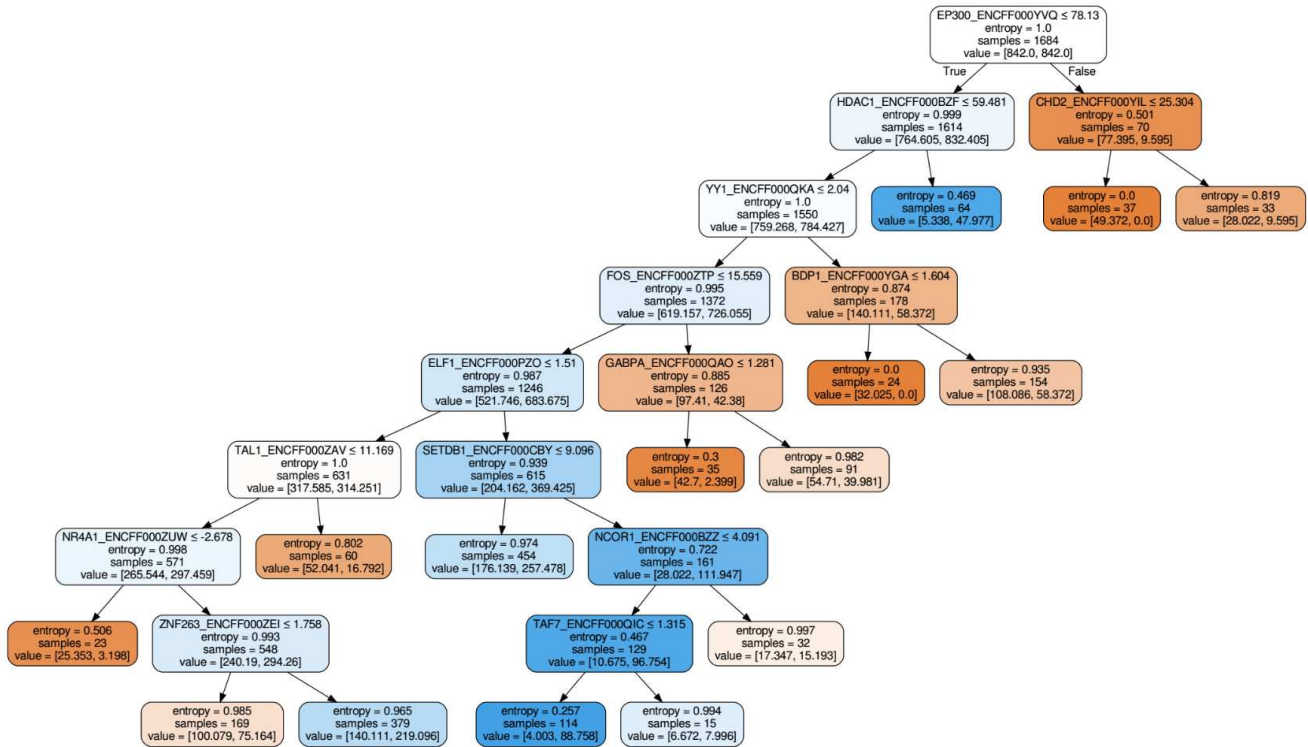 EP300_ENCFF000YVQ ≤ 78.13
entropy = 1.0
samples = 1684
value = [842.0, 842.0]
True
False
HDAC1_ENCFF000BZF ≤ 59.481
entropy = 0.999
samples = 1614
value = [764.605, 832.405]
CHD2_ENCFF000YIL ≤ 25.304
entropy = 0.501
samples = 70
value = [77.395, 9.595]
YY1_ENCFF000QKA ≤ 2.04
entropy = 1.0
samples = 1550
value = [759.268, 784.427]
entropy = 0.469
samples = 64
value = [5.338, 47.977]
entropy = 0.0
samples = 37
value = [49.372, 0.0]
entropy = 0.819
samples = 33
value = [28.022, 9.595]
FOS_ENCFF000ZTP ≤ 15.559
entropy = 0.995
samples = 1372
value = [619.157, 726.055]
BDP1_ENCFF000YGA ≤ 1.604
entropy = 0.874
samples = 178
value = [140.111, 58.372]
ELF1_ENCFF000PZO ≤ 1.51
entropy = 0.987
samples = 1246
value = [521.746, 683.675]
GABPA_ENCFF000QAO ≤ 1.281
entropy = 0.885
samples = 126
value = [97.41, 42.38]
entropy = 0.0
samples = 24
value = [32.025, 0.0]
entropy = 0.935
samples = 154
value = [108.086, 58.372]
TAL1_ENCFF000ZAV ≤ 11.169
entropy = 1.0
samples = 631
value = [317.585, 314.251]
SETDB1_ENCFF000CBY ≤ 9.096
entropy = 0.939
samples = 615
value = [204.162, 369.425]
entropy = 0.3
samples = 35
value = [42.7, 2.399]
entropy = 0.982
samples = 91
value = [54.71, 39.981]
NR4A1_ENCFF000ZUW ≤ -2.678
entropy = 0.998
samples = 571
value = [265.544, 297.459]
entropy = 0.802
samples = 60
value = [52.041, 16.792]
entropy = 0.974
samples = 454
value = [176.139, 257.478]
NCOR1_ENCFF000BZZ ≤ 4.091
entropy = 0.722
samples = 161
value = [28.022, 111.947]
entropy = 0.506
samples = 23
value = [25.353, 3.198]
ZNF263_ENCFF000ZEI ≤ 1.758
entropy = 0.993
samples = 548
value = [240.19, 294.26]
TAF7_ENCFF000QIC ≤ 1.315
entropy = 0.467
samples = 129
value = [10.675, 96.754]
entropy = 0.997
samples = 32
value = [17.347, 15.193]
entropy = 0.985
samples = 169
value = [100.079, 75.164]
entropy = 0.965
samples = 379
value = [140.111, 219.096]
entropy = 0.257
samples = 114
value = [4.003, 88.758]
entropy = 0.994
samples = 15
value = [6.672, 7.996]